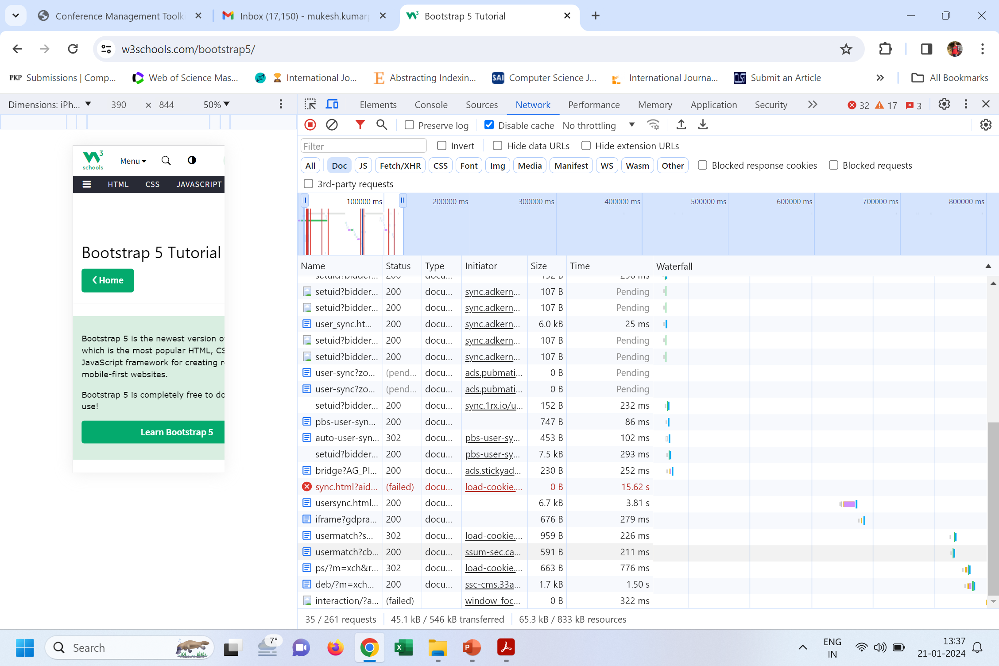 Conference Management Toolki
Inbox (17,150) - mukesh.kumarp
Bootstrap 5 Tutorial
w3schools.com/bootstrap5/
PKP Submissions | Comp...
Web of Science Mas...
International Jo...
E Abstracting Indexin...
SAI Computer Science J...
International Journa...
Submit an Article
»
All Bookmarks
Dimensions: iPh... 390 × 844 50%
Elements Console Sources Network Performance Memory Application Security » 32 17 3
Preserve log Disable cache No throttling
Filter Invert Hide data URLs Hide extension URLs
All Doc JS Fetch/XHR CSS Font Img Media Manifest WS Wasm Other Blocked response cookies Blocked requests
3rd-party requests
100000 ms 200000 ms 300000 ms 400000 ms 500000 ms 600000 ms 700000 ms 800000 ms
W3 schools Menu
HTML CSS JAVASCRIPT
Bootstrap 5 Tutorial
❮ Home
Bootstrap 5 is the newest version
which is the most popular HTML,
JavaScript framework for creating
mobile-first websites.
Bootstrap 5 is completely free to
use!
Learn Bootstrap 5
Name Status Type Initiator Size Time Waterfall
setuid?bidder... 200 docu... 152 B 236 ms
setuid?bidder... 200 docu... sync.adkern... 107 B Pending
setuid?bidder... 200 docu... sync.adkern... 107 B Pending
user_sync.ht... 200 docu... sync.adkern... 6.0 kB 25 ms
setuid?bidder... 200 docu... sync.adkern... 107 B Pending
setuid?bidder... 200 docu... sync.adkern... 107 B Pending
user-sync?zo... (pend... docu... ads.pubmati... 0 B Pending
user-sync?zo... (pend... docu... ads.pubmati... 0 B Pending
setuid?bidder... 200 docu... sync.1rx.io/u... 152 B 232 ms
pbs-user-syn... 200 docu... 747 B 86 ms
auto-user-syn... 302 docu... pbs-user-sy... 453 B 102 ms
setuid?bidder... 200 docu... pbs-user-sy... 7.5 kB 293 ms
bridge?AG_PI... 200 docu... ads.stickyad... 230 B 252 ms
sync.html?aid... (failed) docu... load-cookie.... 0 B 15.62 s
usersync.html... 200 docu... 6.7 kB 3.81 s
iframe?gdpra... 200 docu... 676 B 279 ms
usermatch?s... 302 docu... load-cookie.... 959 B 226 ms
usermatch?cb... 200 docu... ssum-sec.ca... 591 B 211 ms
ps/?m=xch&r... 302 docu... load-cookie.... 663 B 776 ms
deb/?m=xch... 200 docu... ssc-cms.33a... 1.7 kB 1.50 s
interaction/?a... (failed) window_foc... 0 B 322 ms
35 / 261 requests 45.1 kB / 546 kB transferred 65.3 kB / 833 kB resources
Search
7°
ENG
IN
13:37
21-01-2024